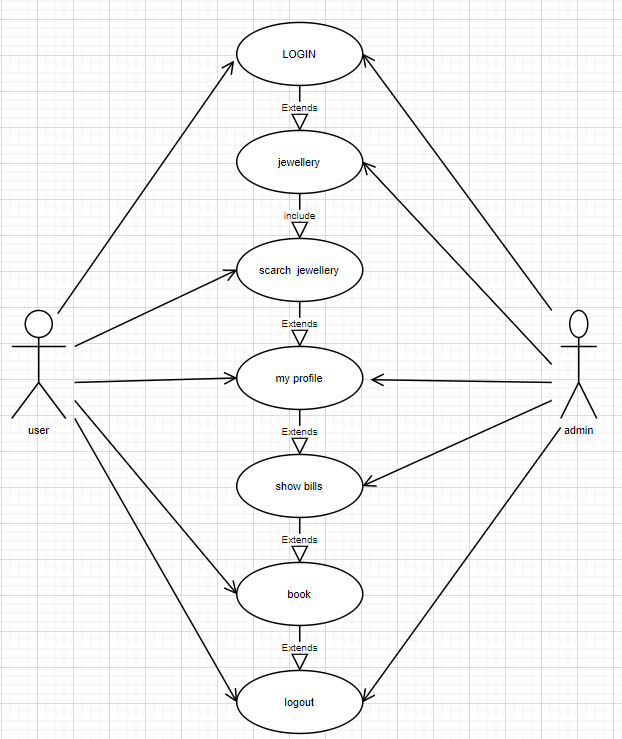 LOGIN
Extends
jewellery
include
scarch jewellery
Extends
my profile
Extends
user
admin
show bills
Extends
book
Extends
logout